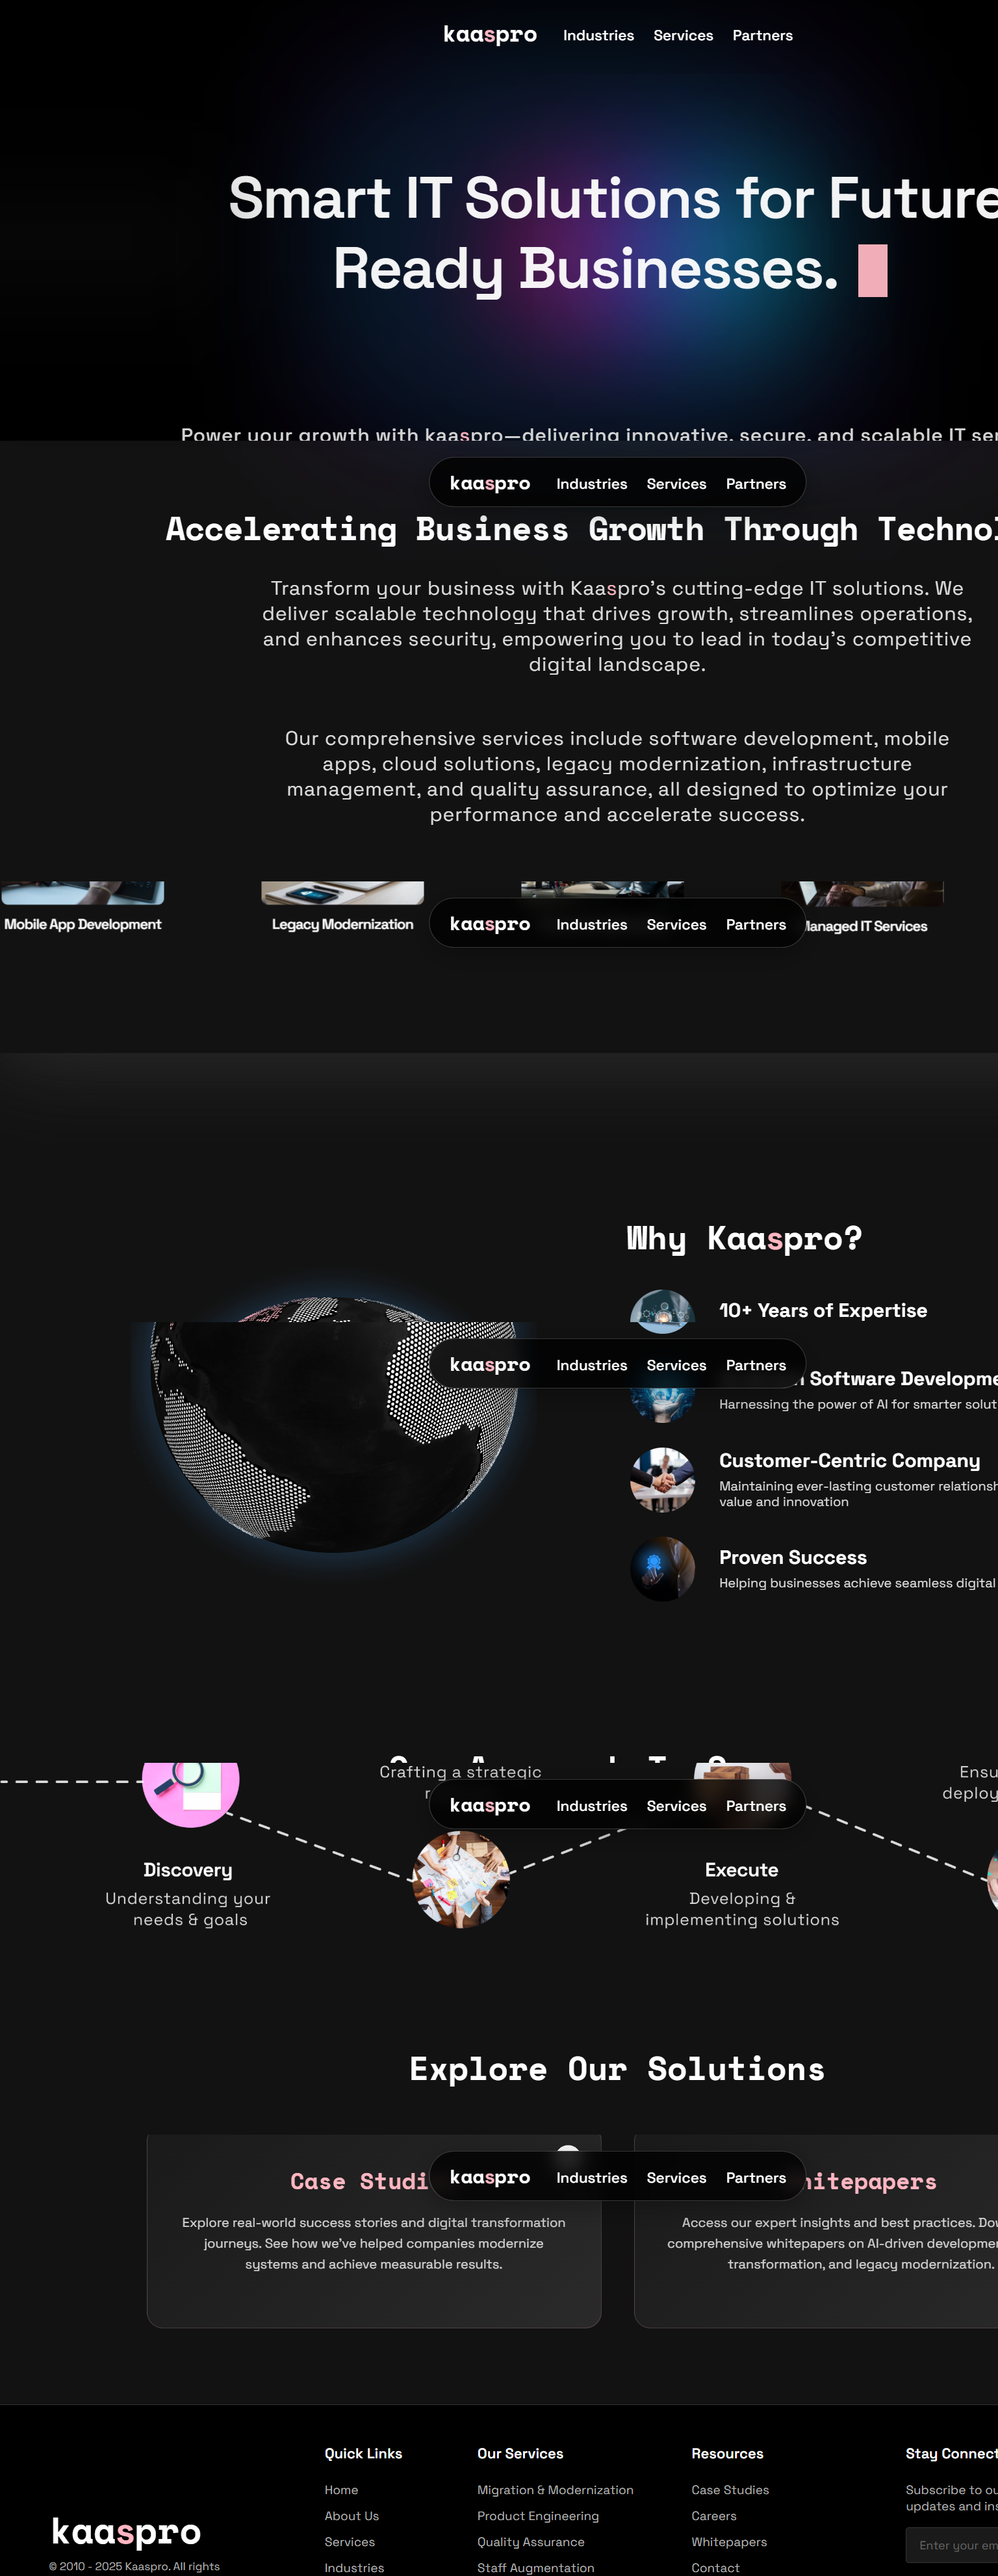 kaaspro Industries Services Partners
Smart IT Solutions for Future
Ready Businesses.
Power your growth with kaaspro—delivering innovative, secure, and scalable IT ser
kaaspro Industries Services Partners
Accelerating Business Growth Through Technol
Transform your business with Kaaspro's cutting-edge IT solutions. We
deliver scalable technology that drives growth, streamlines operations,
and enhances security, empowering you to lead in today's competitive
digital landscape.
Our comprehensive services include software development, mobile
apps, cloud solutions, legacy modernization, infrastructure
management, and quality assurance, all designed to optimize your
performance and accelerate success.
Mobile App Development
Legacy Modernization
kaaspro Industries Services Partners
Managed IT Services
Why Kaaspro?
10+ Years of Expertise
kaaspro Industries Services Partners
Software Developme
Harnessing the power of AI for smarter solut
Customer-Centric Company
Maintaining ever-lasting customer relationsh
value and innovation
Proven Success
Helping businesses achieve seamless digital
Crafting a strategic
kaaspro Industries Services Partners
Discovery
Understanding your
needs & goals
Execute
Developing &
implementing solutions
Explore Our Solutions
Case Studi
kaaspro Industries Services Partners
hitepapers
Explore real-world success stories and digital transformation
journeys. See how we've helped companies modernize
systems and achieve measurable results.
Access our expert insights and best practices. Dow
comprehensive whitepapers on AI-driven developmen
transformation, and legacy modernization.
kaaspro
© 2010 - 2025 Kaaspro. All rights
Quick Links
Home
About Us
Services
Industries
Our Services
Migration & Modernization
Product Engineering
Quality Assurance
Staff Augmentation
Resources
Case Studies
Careers
Whitepapers
Contact
Stay Connect
Subscribe to ou
updates and ins
Enter your em